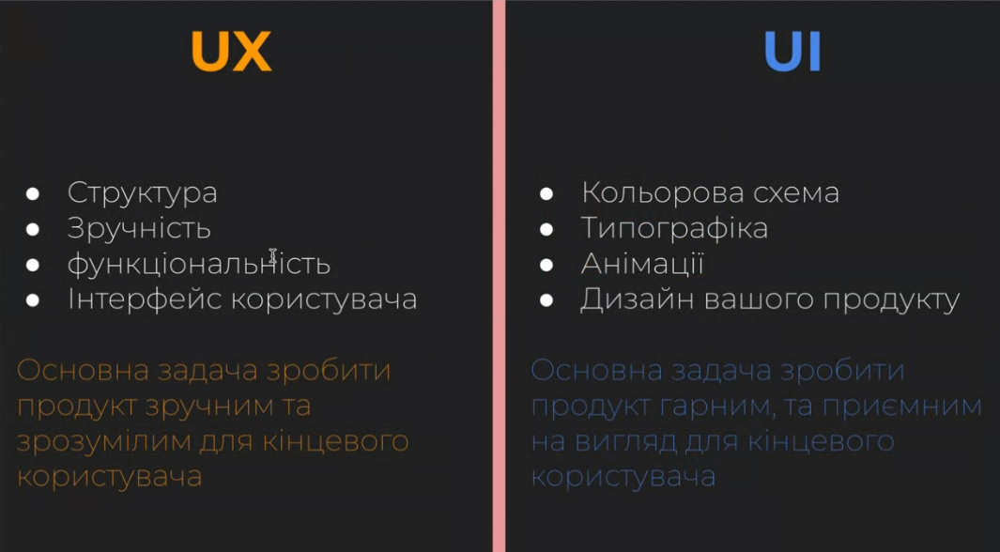 UX
Структура
Зручність
функціональність
Інтерфейс користувача
Основна задача зробити
продукт зручним та
зрозумілим для кінцевого
користувача
UI
Кольорова схема
Типографіка
Анімації
Дизайн вашого продукту
Основна задача зробити
продукт гарним, та приємним
на вигляд для кінцевого
користувача